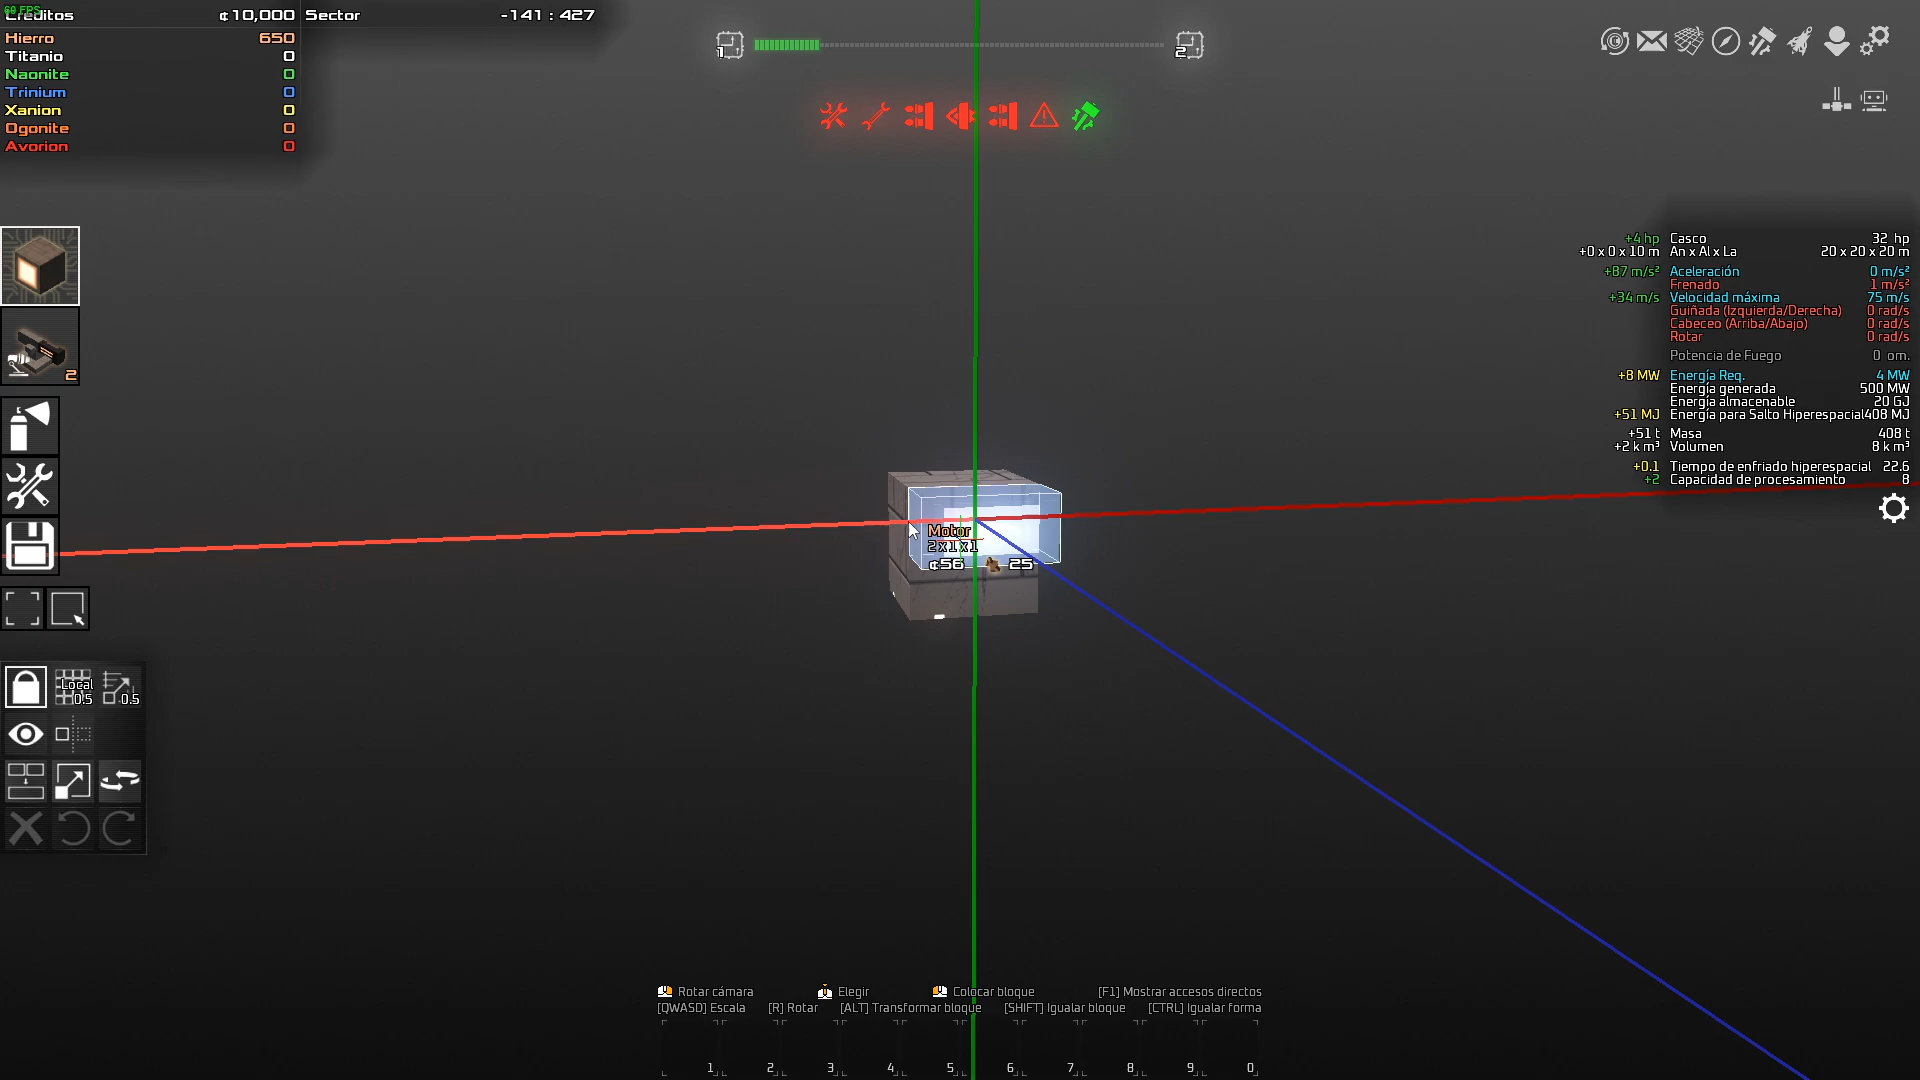 60 FPS
Créditos ¢10,000 Sector -141 : 427
Hierro 650
Titanio 0
Naonite 0
Trinium 0
Xanion 0
Ogonite 0
Avorion 0
1
2
+4 hp Casco 32 hp
+0 x 0 x 10 m An x Al x La 20 x 20 x 20 m
+87 m/s² Aceleración 0 m/s²
Frenado 1 m/s²
+34 m/s Velocidad máxima 75 m/s
Guiñada (Izquierda/Derecha) 0 rad/s
Cabeceo (Arriba/Abajo) 0 rad/s
Rotar 0 rad/s
Potencia de Fuego 0 om.
+8 MW Energía Req. 4 MW
Energía generada 500 MW
Energía almacenable 20 GJ
+51 MJ Energía para Salto Hiperespacial 408 MJ
+51 t Masa 408 t
+2 k m³ Volumen 8 k m³
+0.1 Tiempo de enfriado hiperespacial 22.6
+2 Capacidad de procesamiento 8
2
Motor
2 x 1 x 1
¢56 25
Local
0.5 0.5
Rotar cámara Elegir Colocar bloque [F1] Mostrar accesos directos
[QWASD] Escala [R] Rotar [ALT] Transformar bloque [SHIFT] Igualar bloque [CTRL] Igualar forma
1 2 3 4 5 6 7 8 9 0